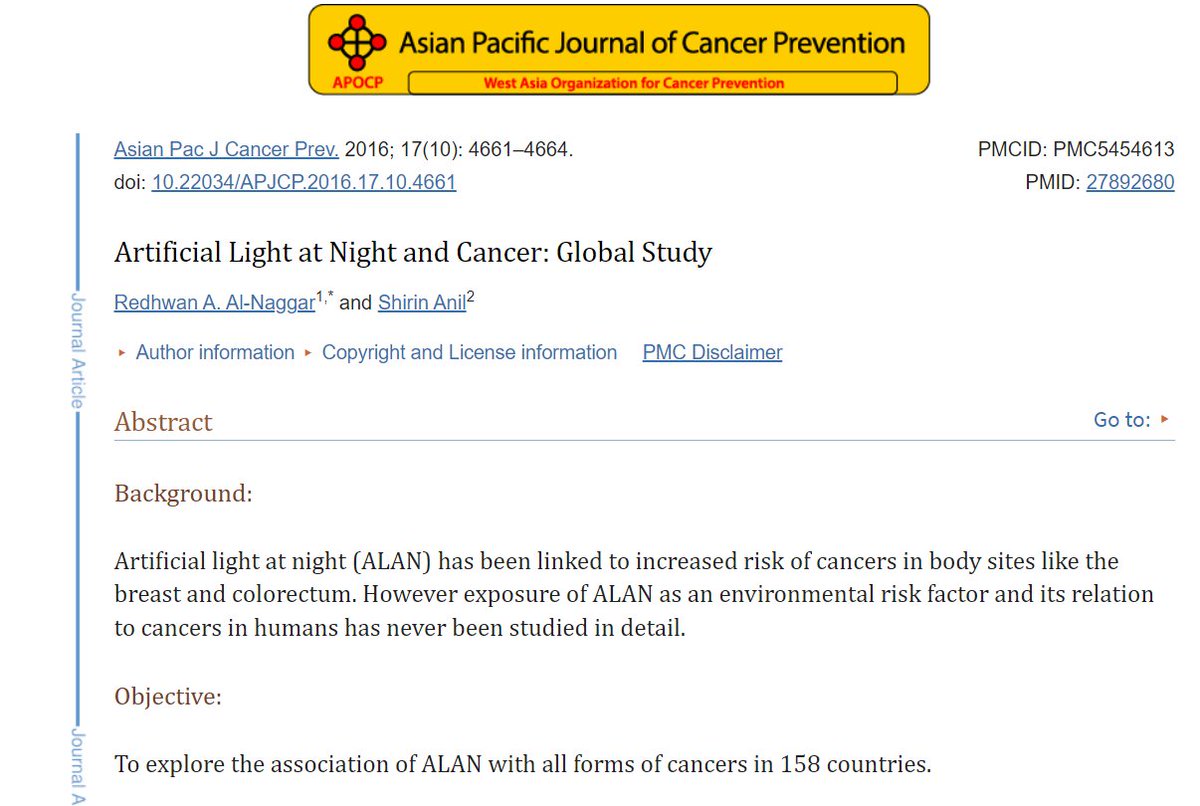 Asian Pacific Journal of Cancer Prevention
APOCP
West Asia Organization for Cancer Prevention
Asian Pac J Cancer Prev. 2016; 17(10): 4661–4664.
PMCID: PMC5454613
doi: 10.22034/APJCP.2016.17.10.4661
PMID: 27892680
Artificial Light at Night and Cancer: Global Study
Redhwan A. Al-Naggar1,* and Shirin Anil2
Author information
Copyright and License information
PMC Disclaimer
Journal Article
Abstract
Go to:
Background:
Artificial light at night (ALAN) has been linked to increased risk of cancers in body sites like the
breast and colorectum. However exposure of ALAN as an environmental risk factor and its relation
to cancers in humans has never been studied in detail.
Objective:
To explore the association of ALAN with all forms of cancers in 158 countries.
Journal A